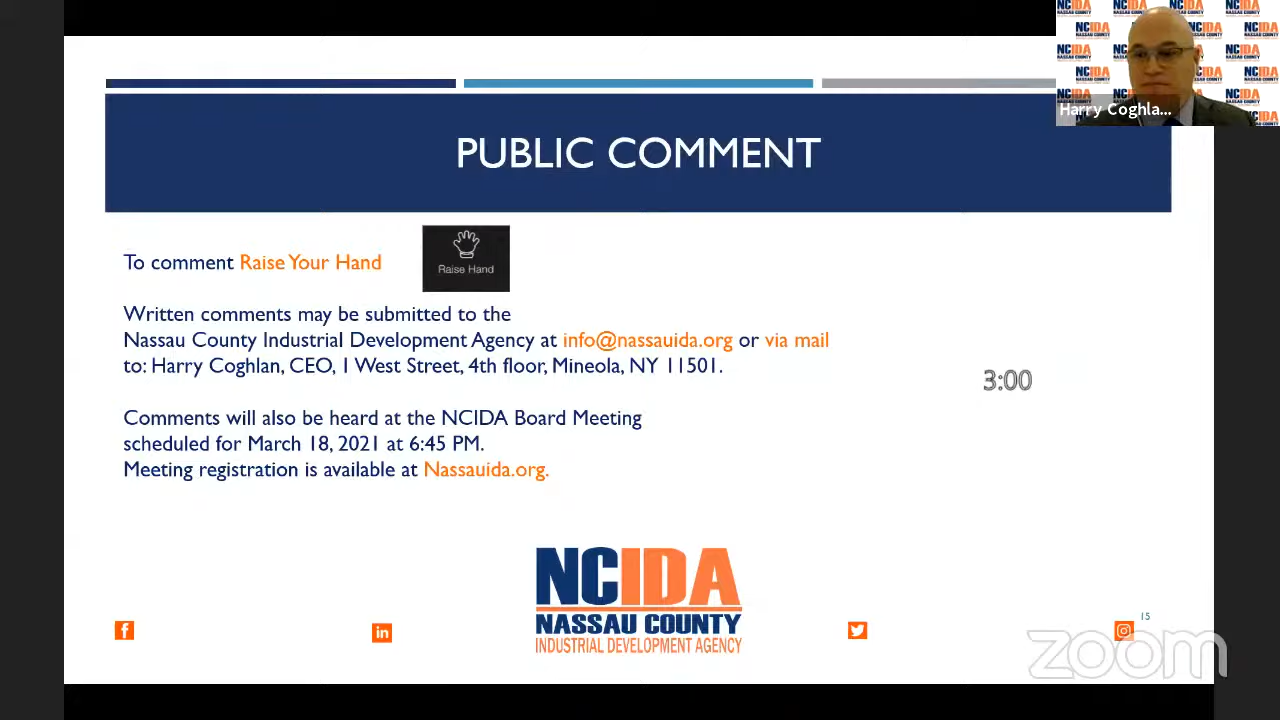 Harry Coghla...
PUBLIC COMMENT
To comment Raise Your Hand
Raise Hand
Written comments may be submitted to the
Nassau County Industrial Development Agency at info@nassauida.org or via mail
to: Harry Coghlan, CEO, 1 West Street, 4th floor, Mineola, NY 11501.
3:00
Comments will also be heard at the NCIDA Board Meeting
scheduled for March 18, 2021 at 6:45 PM.
Meeting registration is available at Nassauida.org.
NCIDA
NASSAU COUNTY
INDUSTRIAL DEVELOPMENT AGENCY
15
zoom